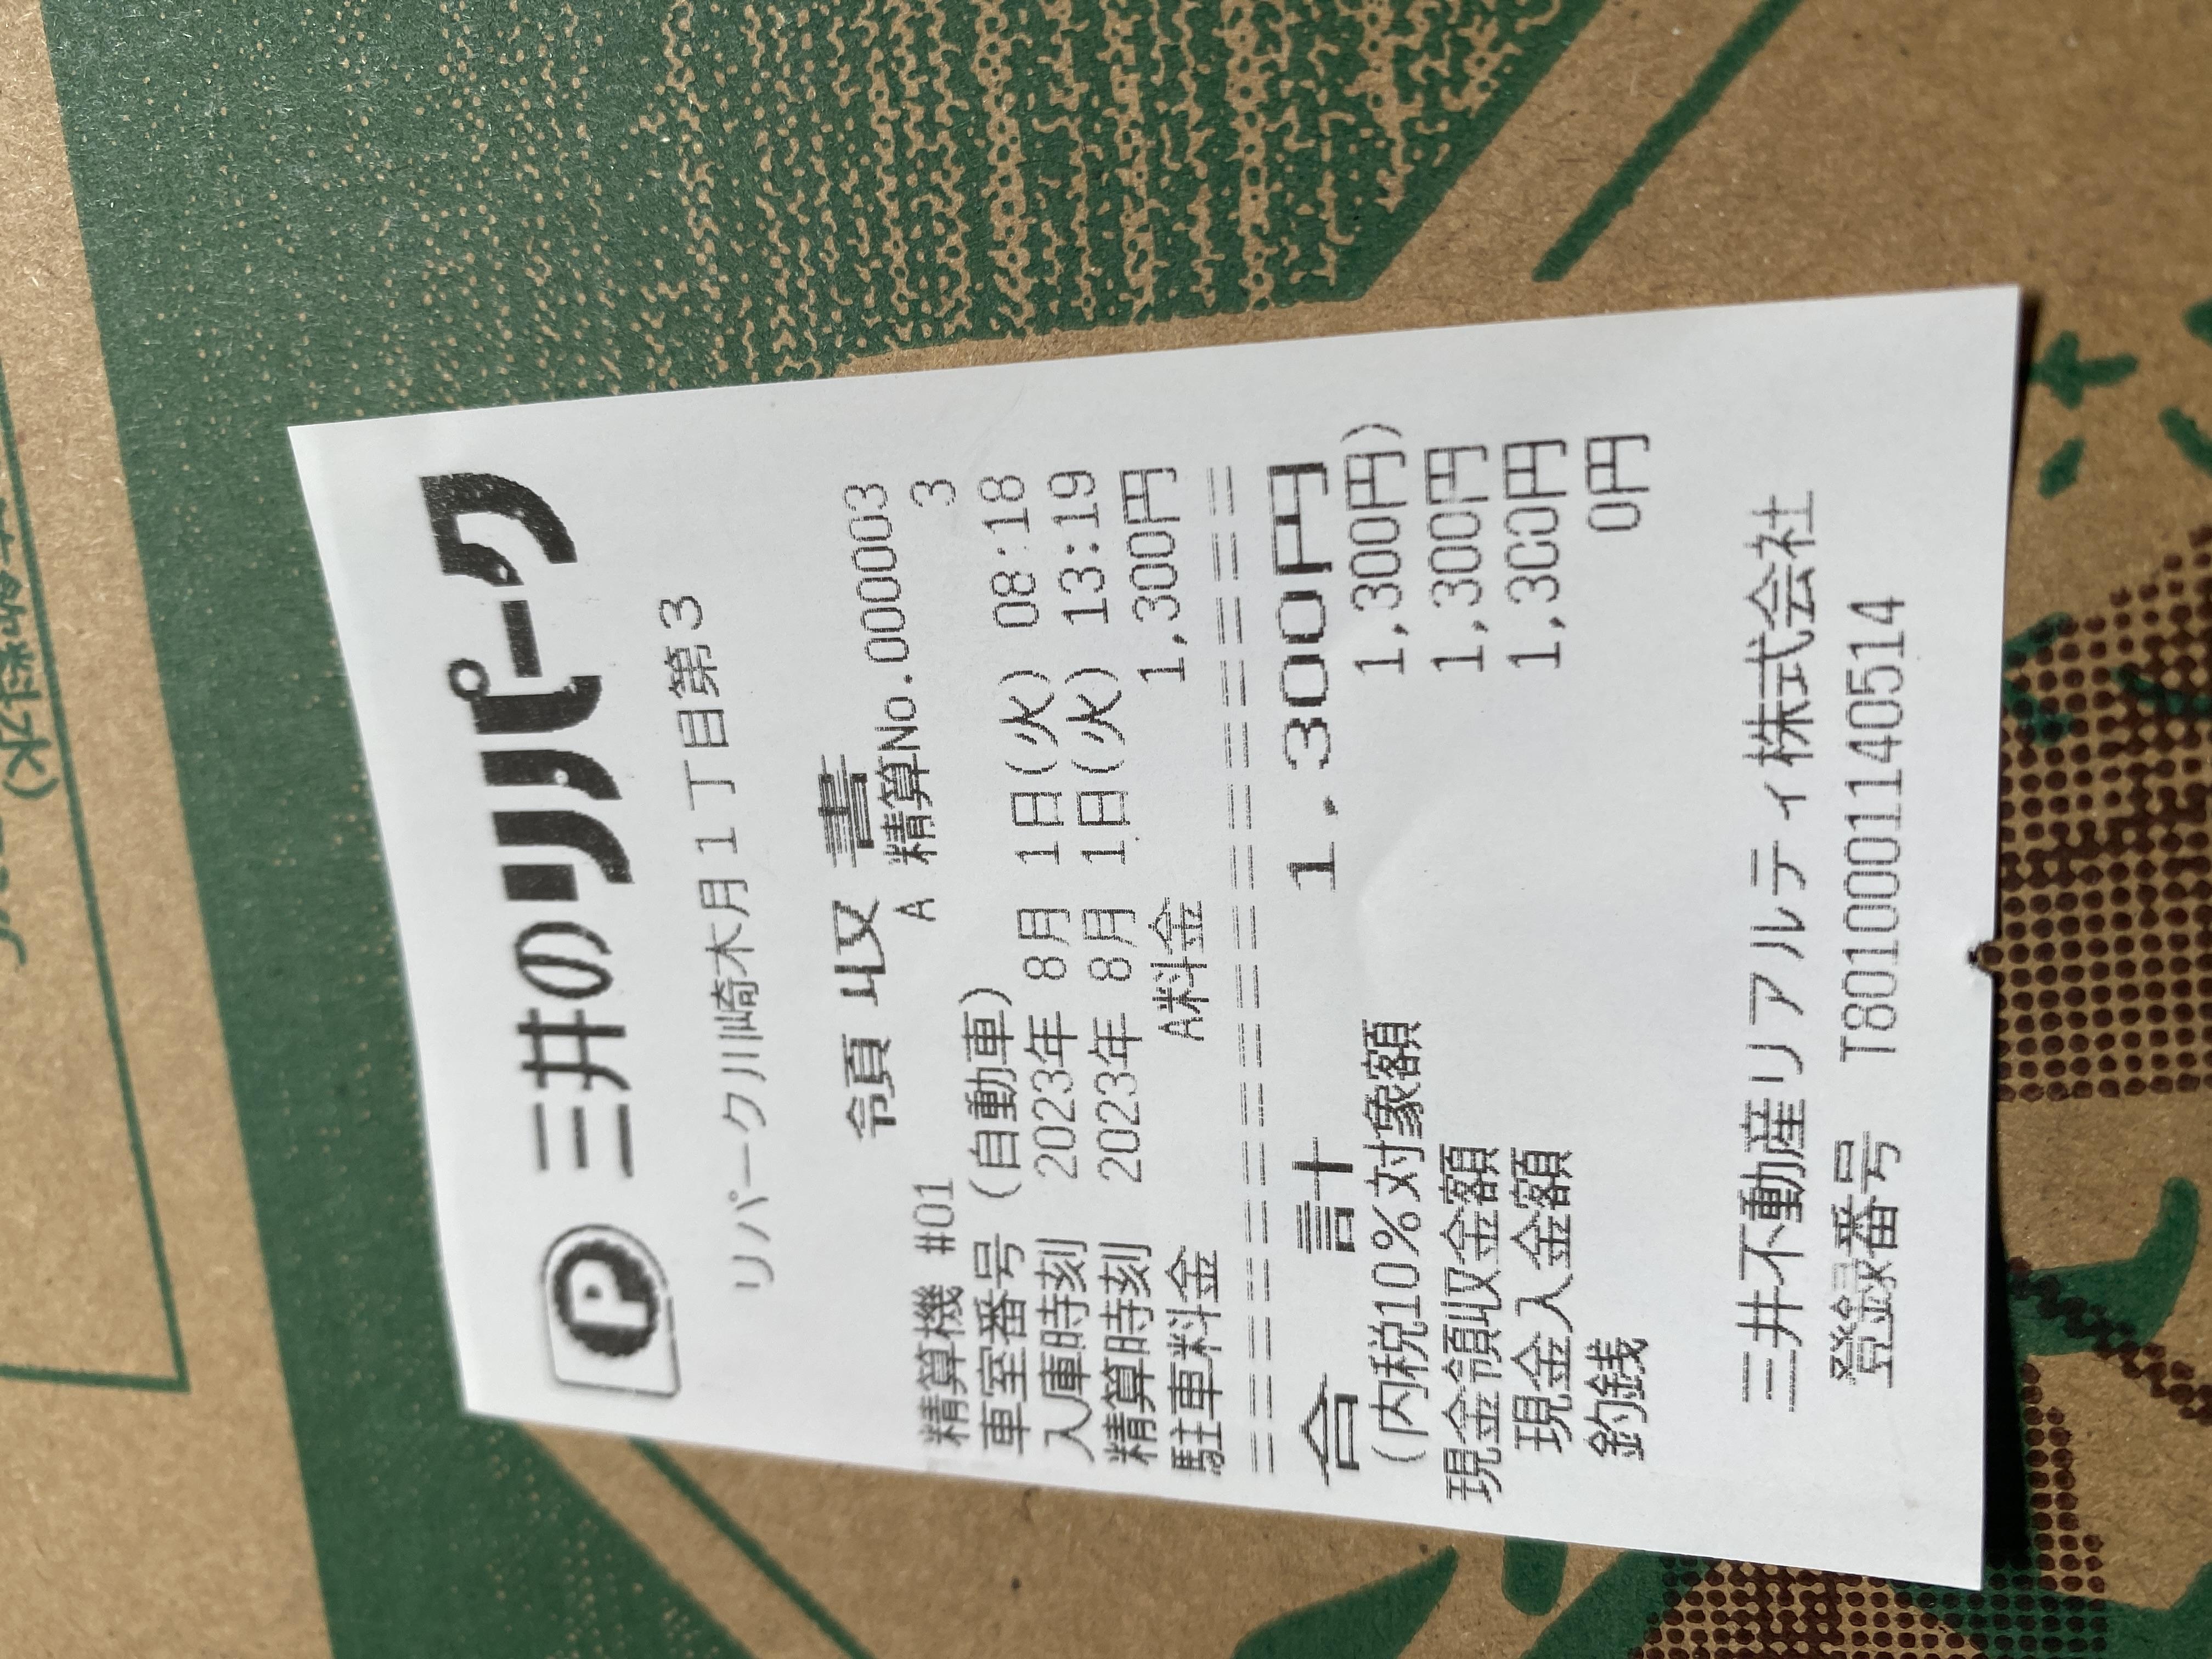 P 三井のリパーク
リパーク川崎木月1丁目第3
領収書
精算機 #01 A 精算No.000003
車室番号 (自動車) 3
入庫時刻 2023年 8月 1日(火) 08:18
精算時刻 2023年 8月 1日(火) 13:19
駐車料金 A料金 1,300円
==============================
合 計 1,300円
(内税10%対象額 1,300円)
現金領収金額 1,300円
現金入金額 1,300円
釣銭 0円
三井不動産リアルティ株式会社
登録番号 T8010001140514